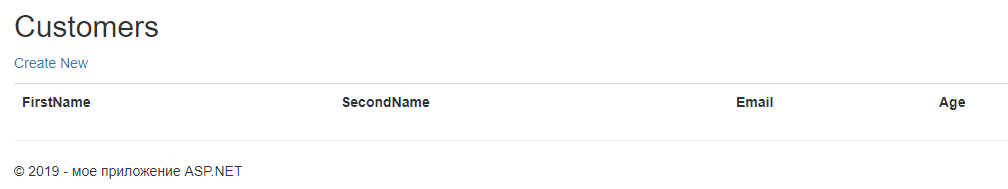 Customers
Create New
FirstName SecondName Email Age
© 2019 - мое приложение ASP.NET